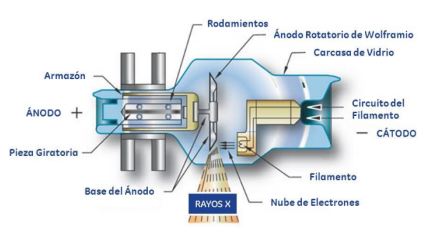 Rodamientos
Ánodo Rotatorio de Wolframio
Carcasa de Vidrio
Armazón
ÁNODO +
Circuito del
Filamento
− CÁTODO
Pieza Giratoria
Base del Ánodo
Filamento
RAYOS X
Nube de Electrones